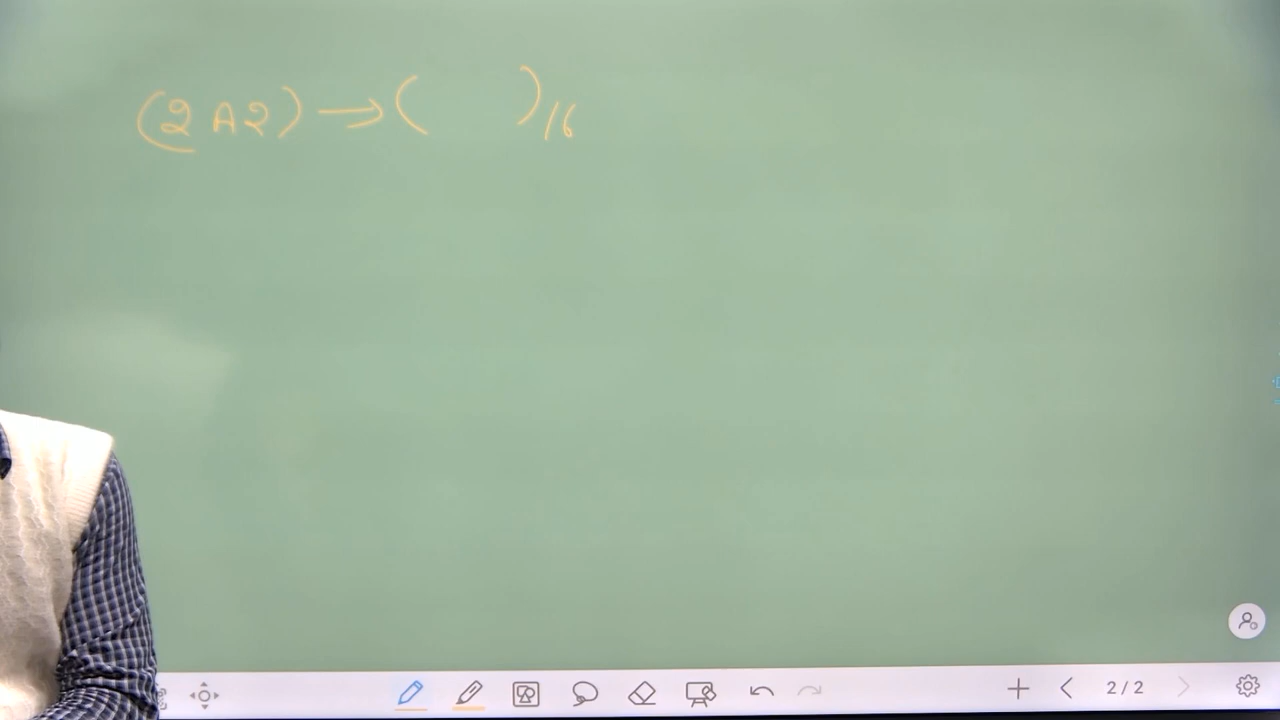 (2A2) → (    )₁₆
2/2